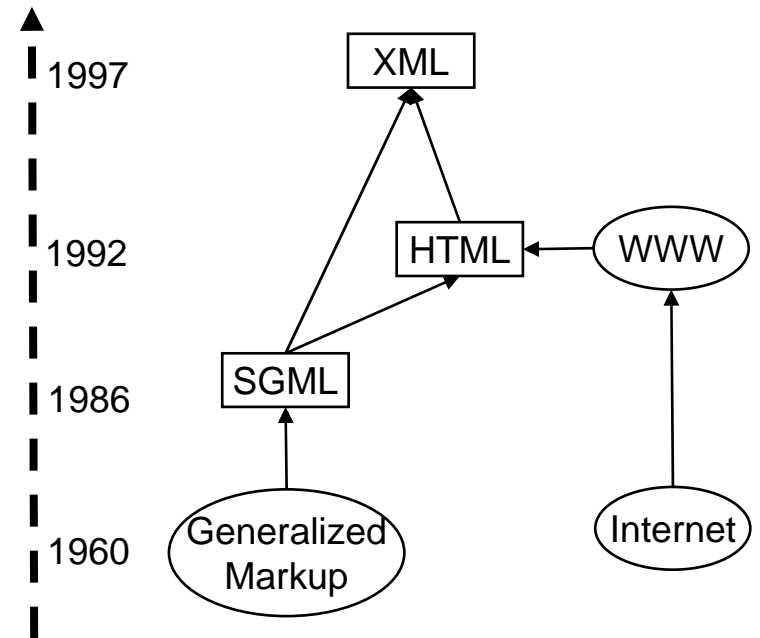 XML
1997
HTML
WWW
1992
SGML
1986
Generalized
Markup
Internet
1960